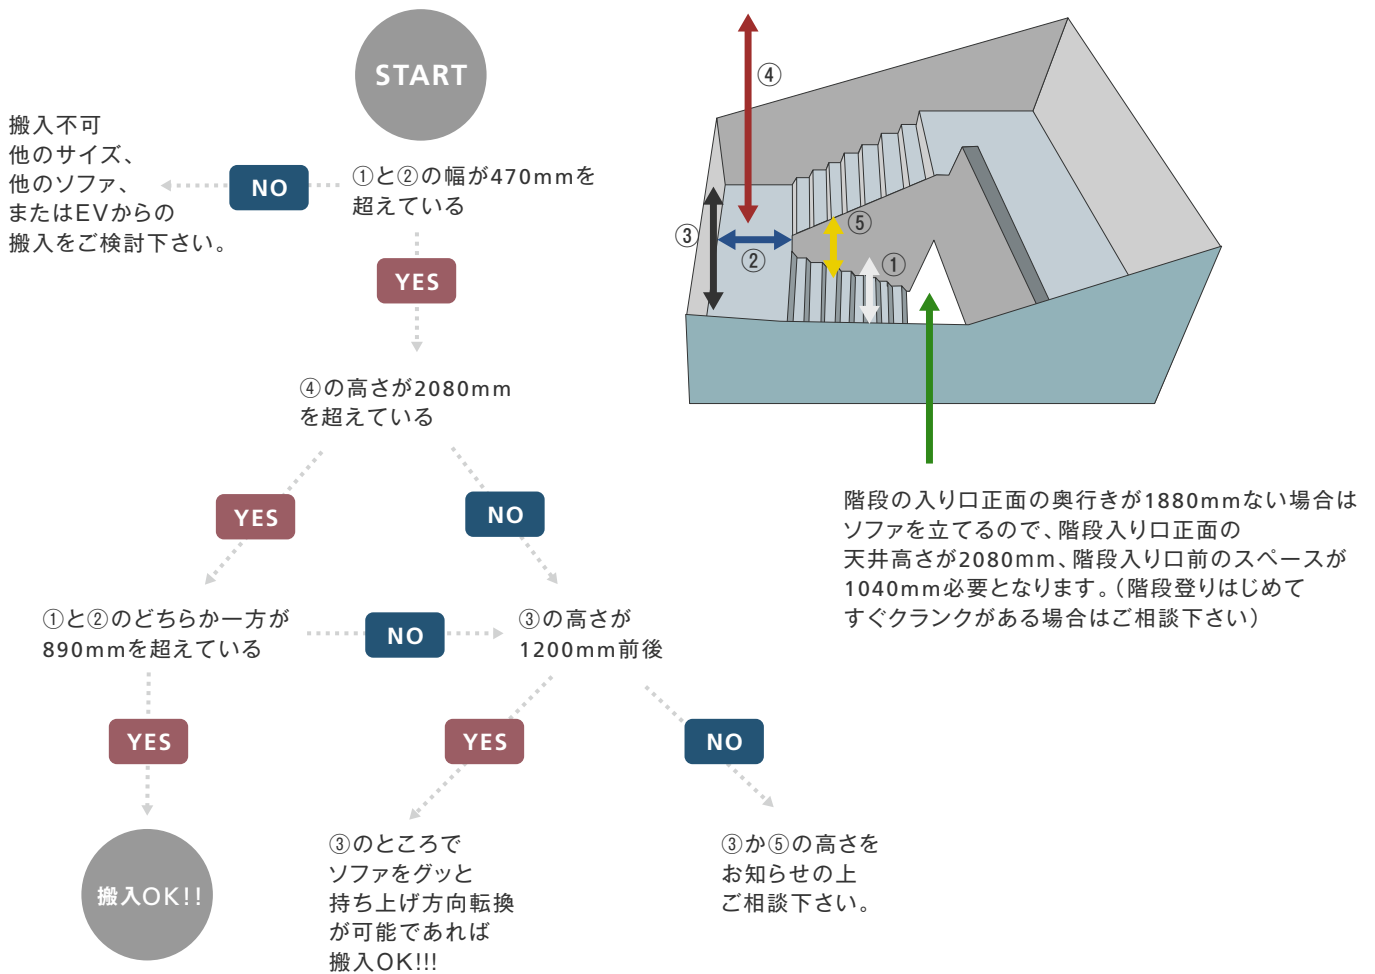 START
搬入不可
他のサイズ、
他のソファ、
またはEVからの
搬入をご検討下さい。
NO
①と②の幅が470mmを
超えている
YES
④の高さが2080mm
を超えている
YES
NO
①と②のどちらか一方が
890mmを超えている
NO
③の高さが
1200mm前後
YES
YES
NO
搬入OK!!
③のところで
ソファをグッと
持ち上げ方向転換
が可能であれば
搬入OK!!!
③か⑤の高さを
お知らせの上
ご相談下さい。
④
③
②
⑤
①
階段の入り口正面の奥行きが1880mmない場合は
ソファを立てるので、階段入り口正面の
天井高さが2080mm、階段入り口前のスペースが
1040mm必要となります。（階段登りはじめて
すぐクランクがある場合はご相談下さい）